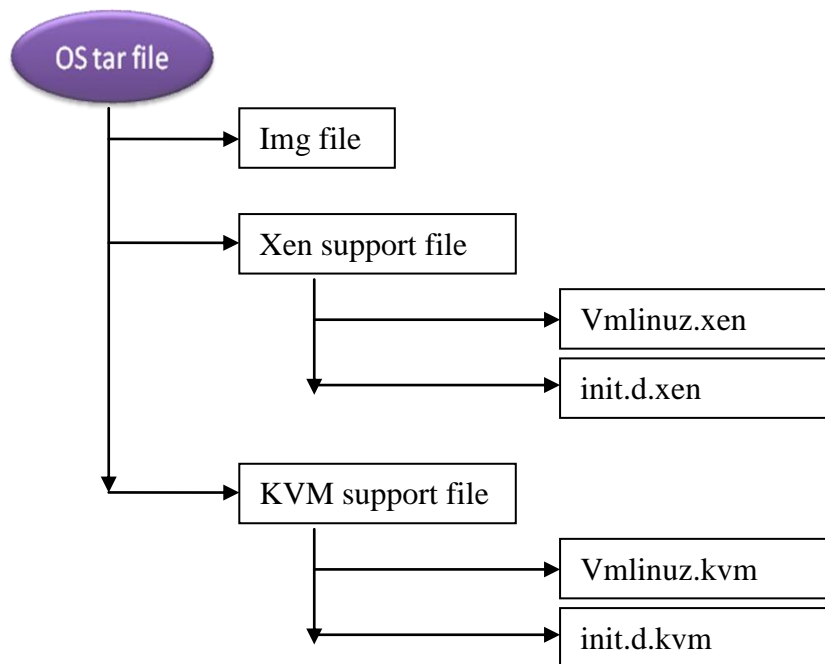 OS tar file
Img file
Xen support file
Vmlinuz.xen
init.d.xen
KVM support file
Vmlinuz.kvm
init.d.kvm